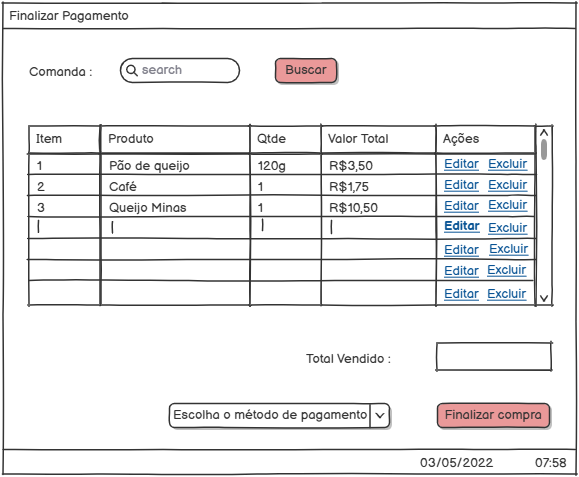 Finalizar Pagamento
Comanda : search Buscar
Item Produto Qtde Valor Total Ações
1 Pão de queijo 120g R$3,50 Editar Excluir
2 Café 1 R$1,75 Editar Excluir
3 Queijo Minas 1 R$10,50 Editar Excluir
| | | | Editar Excluir
Editar Excluir
Editar Excluir
Editar Excluir
Total Vendido :
Escolha o método de pagamento Finalizar compra
03/05/2022 07:58